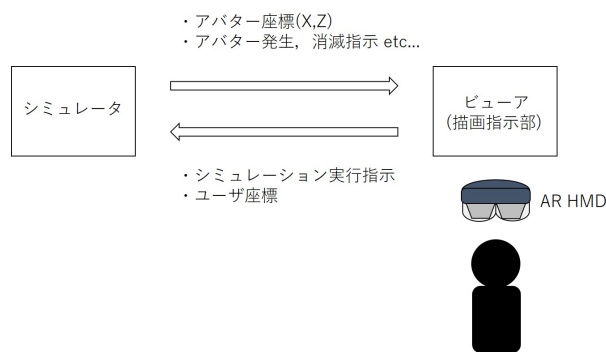 ・アバター座標(X,Z)
・アバター発生，消滅指示 etc...
シミュレータ
ビューア
(描画指示部)
・シミュレーション実行指示
・ユーザ座標
AR HMD